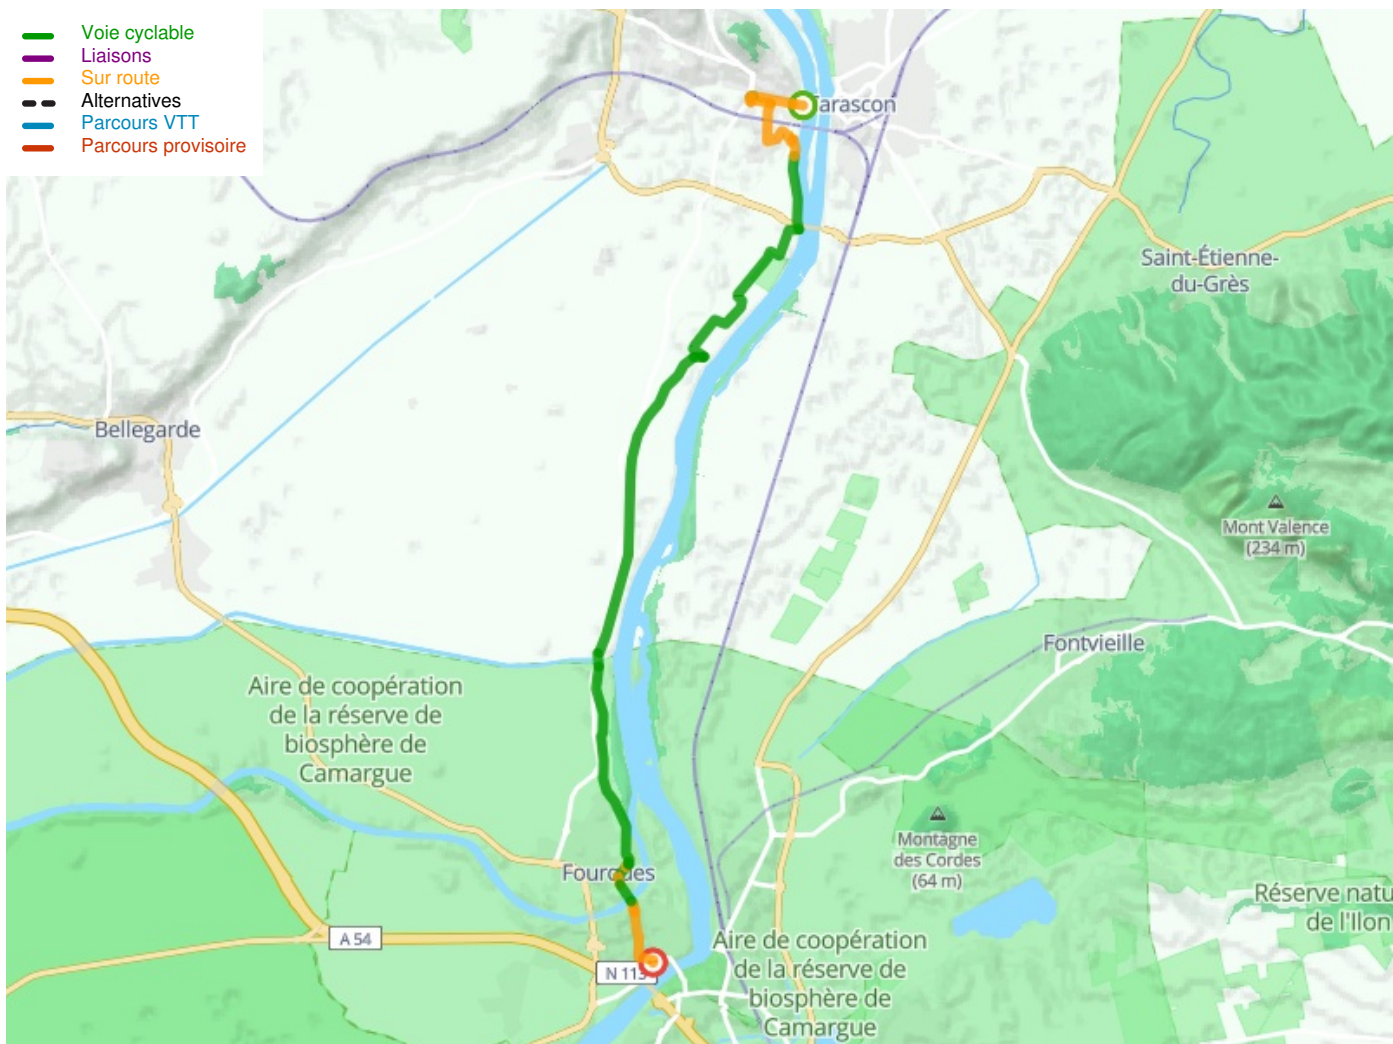 Voie cyclable
Liaisons
Sur route
Alternatives
Parcours VTT
Parcours provisoire
Tarascon
Saint-Étienne-
du-Grès
Bellegarde
Mont Valence
(234 m)
Fontvieille
Aire de coopération
de la réserve de
biosphère de
Camargue
Montagne
des Cordes
(64 m)
Fourques
Réserve natu
de l'Ilon
A 54
N 113
Aire de coopération
de la réserve de
biosphère de
Camargue